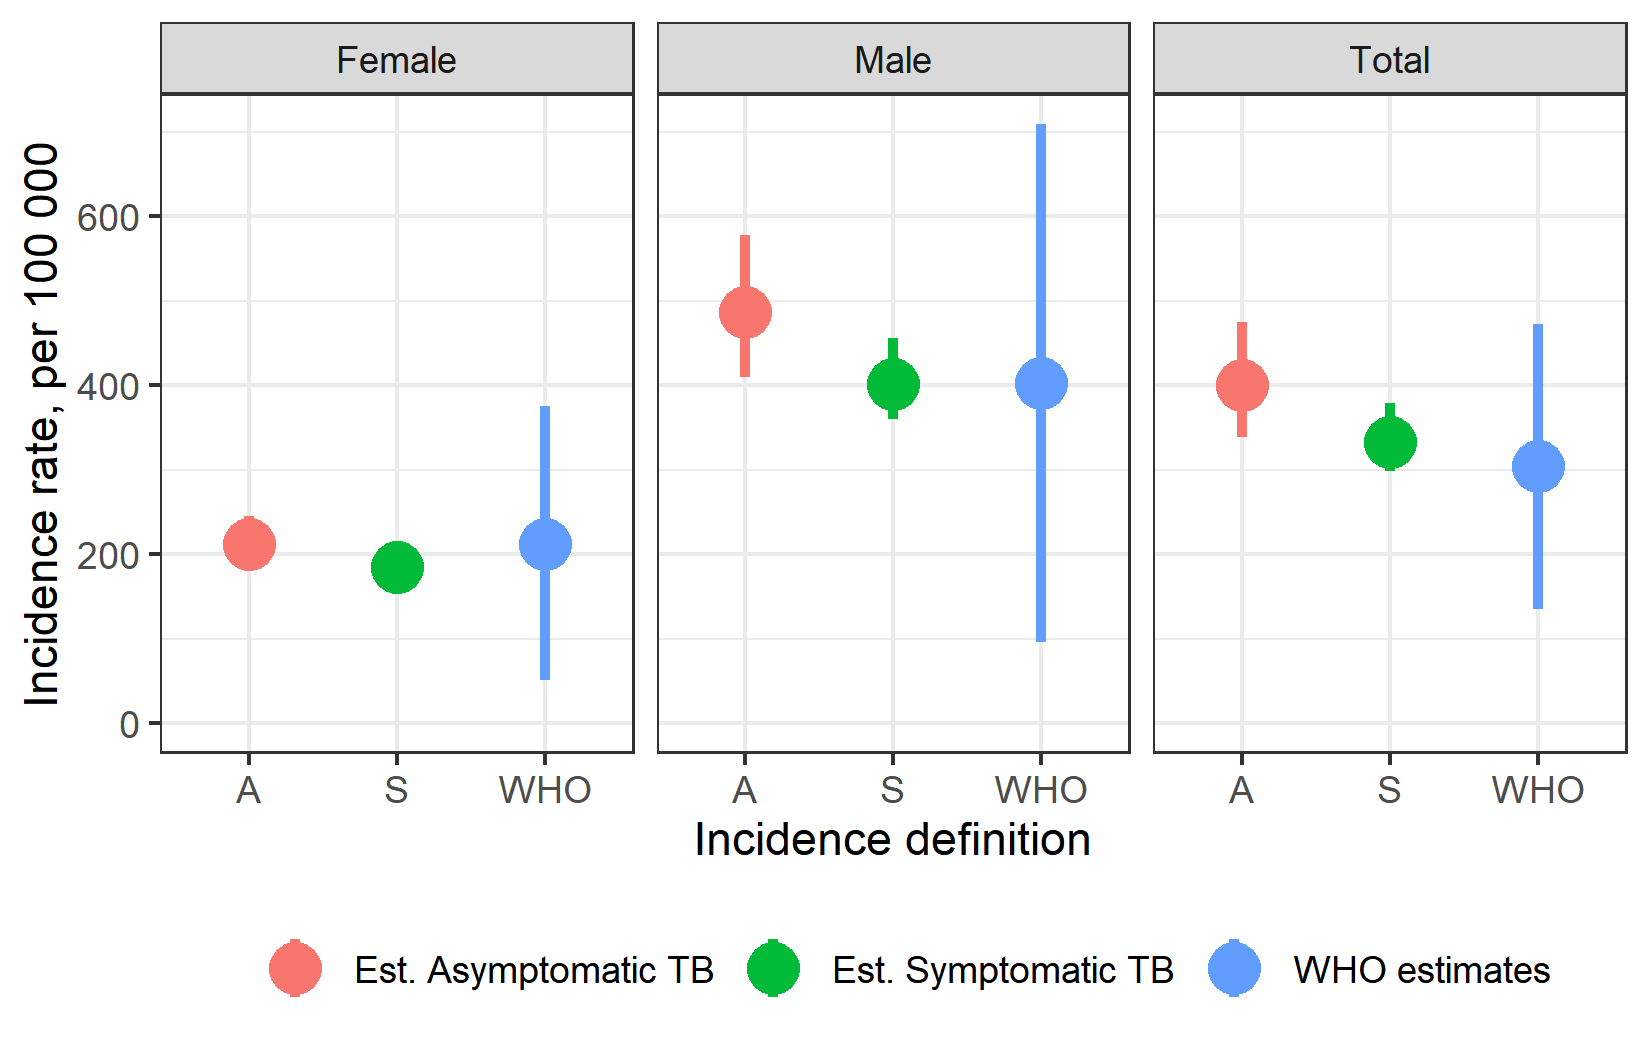 Female
Male
Total
Incidence rate, per 100 000
600
400
200
0
A S WHO
A S WHO
A S WHO
Incidence definition
Est. Asymptomatic TB
Est. Symptomatic TB
WHO estimates